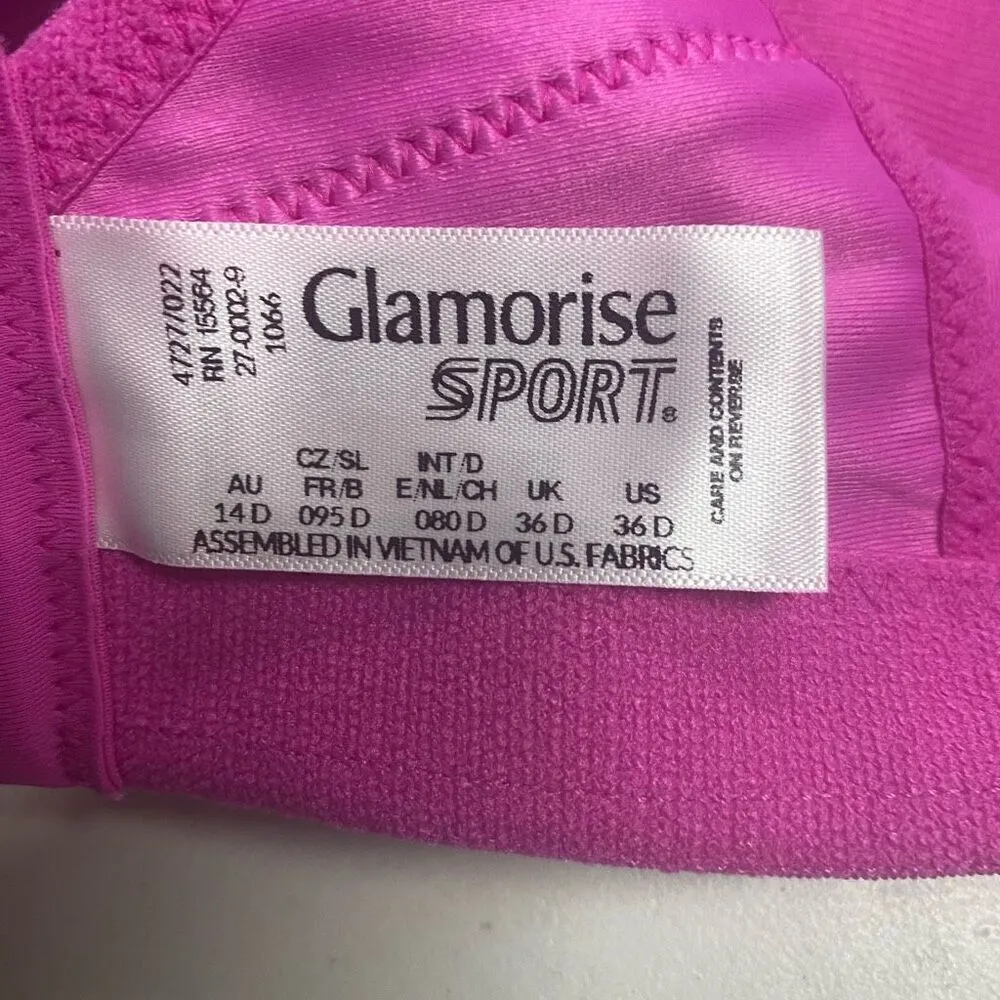 4727/022
RN 15564
27-0002-9
1066
Glamorise
SPORT®
CZ/SL INT/D
AU FR/B E/NL/CH UK US
14 D 095 D 080 D 36 D 36 D
ASSEMBLED IN VIETNAM OF U.S. FABRICS
CARE AND CONTENTS
ON REVERSE